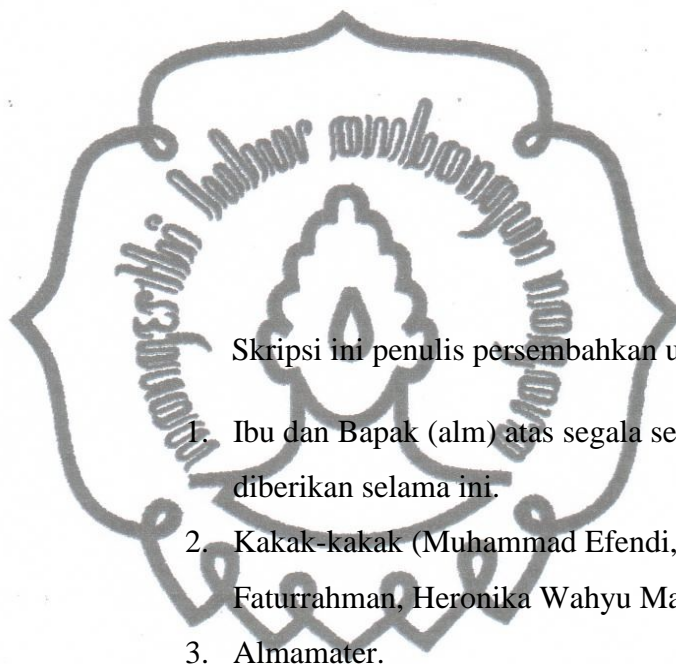 Skripsi ini penulis persembahkan u
1. Ibu dan Bapak (alm) atas segala se
diberikan selama ini.
2. Kakak-kakak (Muhammad Efendi,
Faturrahman, Heronika Wahyu Ma
3. Almamater.